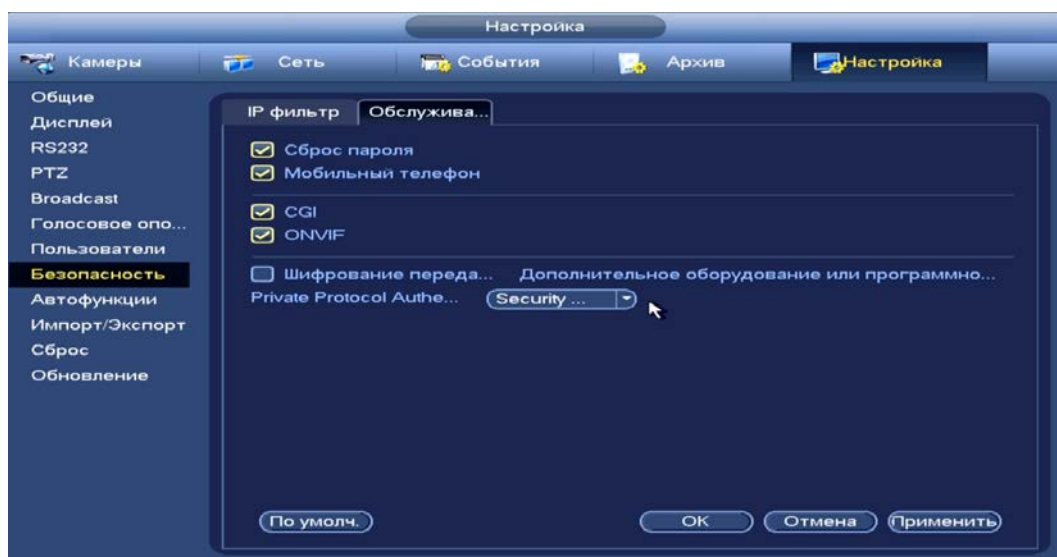 Настройка
Камеры
Сеть
События
Архив
Настройка
Общие
Дисплей
RS232
PTZ
Broadcast
Голосовое опо...
Пользователи
Безопасность
Автофункции
Импорт/Экспорт
Сброс
Обновление
IP фильтр
Обслужива...
Сброс пароля
Мобильный телефон
CGI
ONVIF
Шифрование переда... Дополнительное оборудование или программно...
Private Protocol Authe... Security ...
По умолч.
OK
Отмена
Применить